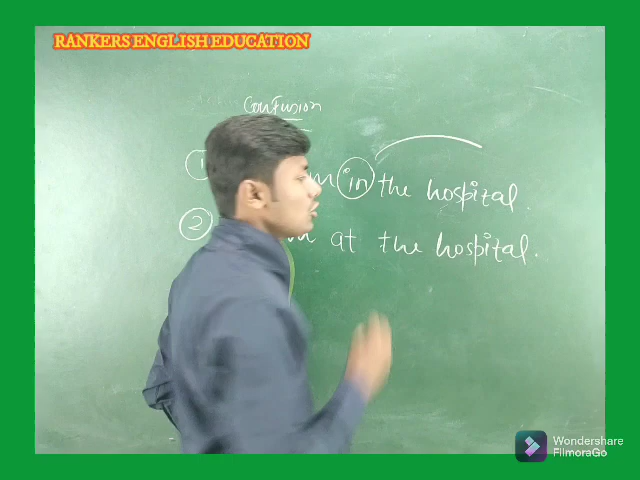 RANKERS ENGLISH EDUCATION
Confusion
1 m in the hospital.
2 m at the hospital.
Wondershare
FilmoraGo